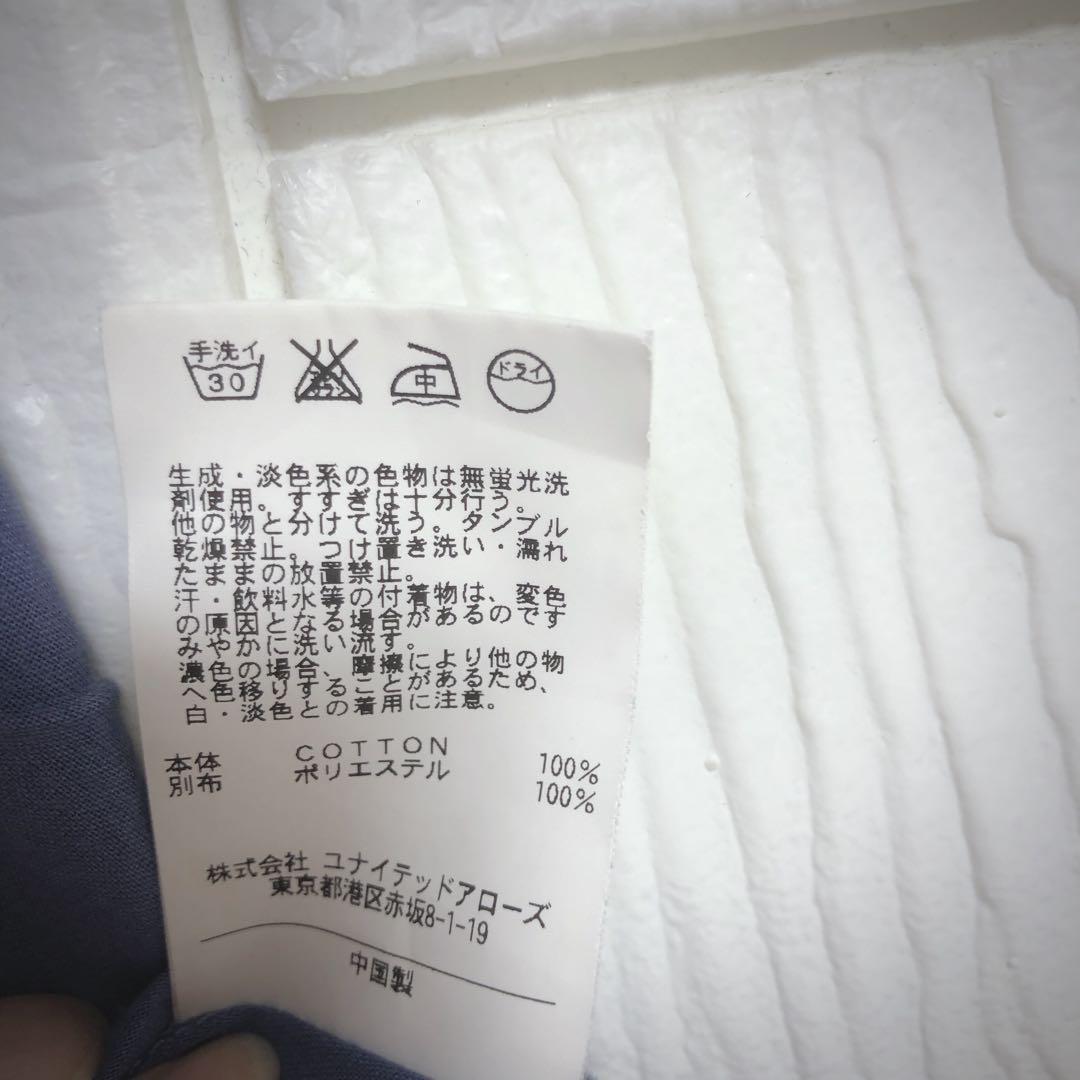 手洗イ
30
中
ドライ
生成・淡色系の色物は無蛍光洗
剤使用。すすぎは十分行う。
他の物と分けて洗う。タンブル
乾燥禁止。つけ置き洗い・濡れ
たままの放置禁止。
汗・飲料水等の付着物は、変色
の原因となる場合があるのです
みやかに洗い流す。
濃色の場合、摩擦により他の物
へ色移りすることがあるため、
白・淡色との着用に注意。
本体 COTTON 100%
別布 ポリエステル 100%
株式会社 ユナイテッドアローズ
東京都港区赤坂8-1-19
中国製